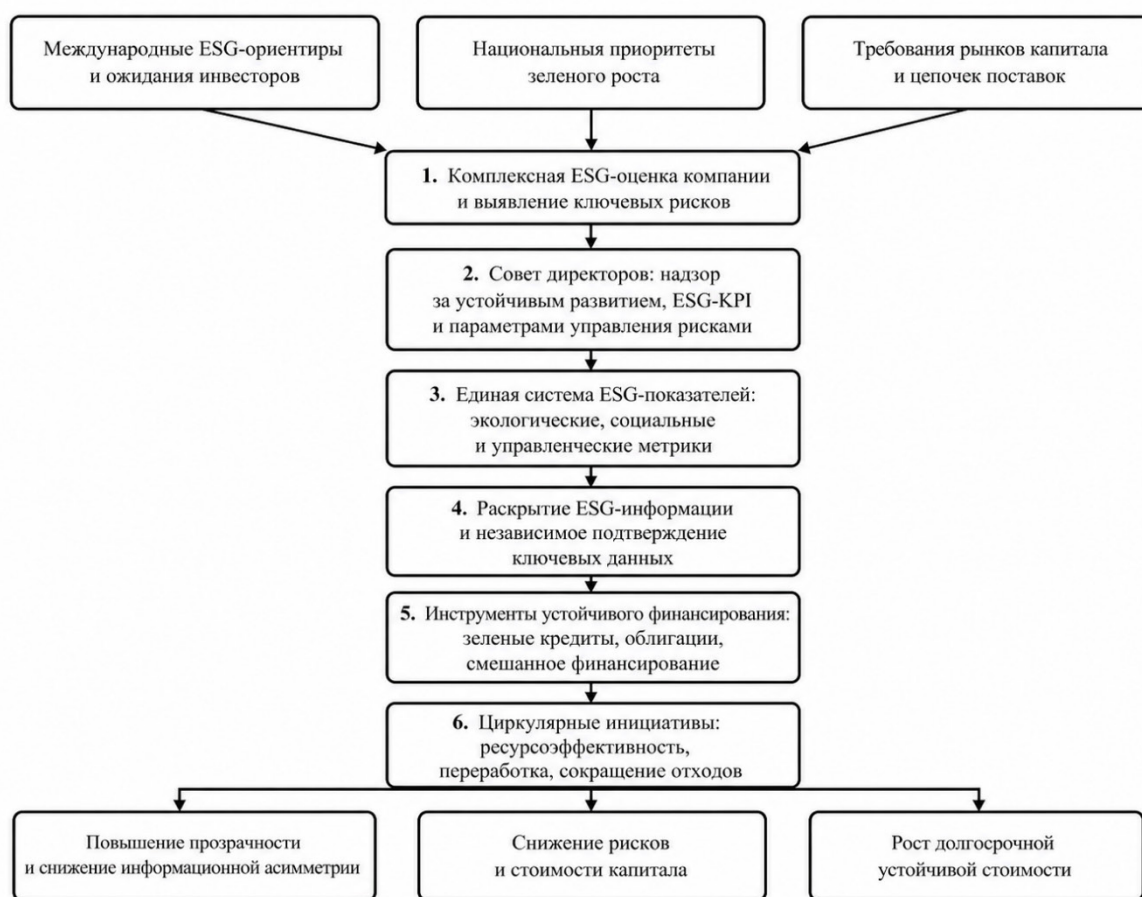 Международные ESG-ориентиры
и ожидания инвесторов
Национальныя приоритеты
зеленого роста
Требования рынков капитала
и цепочек поставок
1. Комплексная ESG-оценка компании
и выявление ключевых рисков
2. Совет директоров: надзор
за устойчивым развитием, ESG-KPI
и параметрами управления рисками
3. Единая система ESG-показателей:
экологические, социальные
и управленческие метрики
4. Раскрытие ESG-информации
и независимое подтверждение
ключевых данных
5. Инструменты устойчивого финансирования:
зеленые кредиты, облигации,
смешанное финансирование
6. Циркулярные инициативы:
ресурсоэффективность,
переработка, сокращение отходов
Повышение прозрачности
и снижение информационной асимметрии
Снижение рисков
и стоимости капитала
Рост долгосрочной
устойчивой стоимости